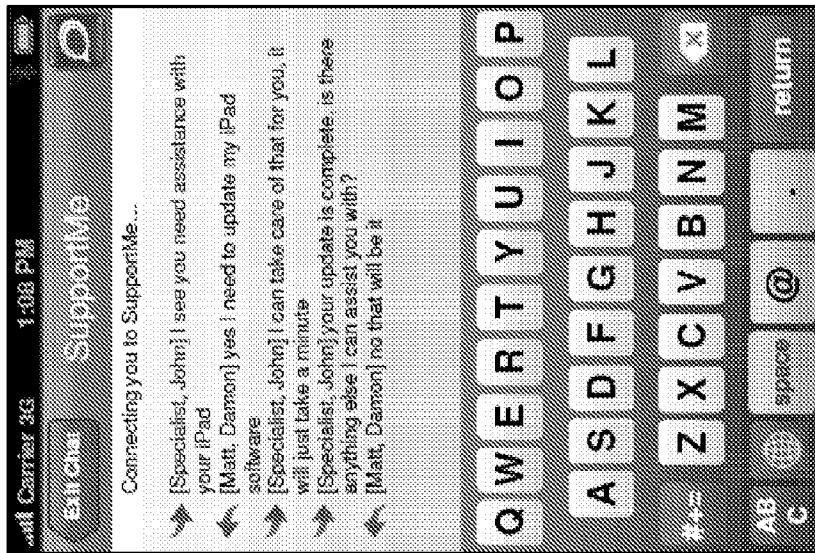 Carrier 3G 1:08 PM
Exit Chat SupportMe
Connecting you to SupportMe...
[Specialist, John] I see you need assistance with
your iPad
[Matt, Damon] yes I need to update my iPad
software
[Specialist, John] I can take care of that for you, it
will just take a minute
[Specialist, John] your update is complete, is there
anything else I can assist you with?
[Matt, Damon] no that will be it
Q W E R T Y U I O P
A S D F G H J K L
#+= Z X C V B N M
AB
C space @ . return